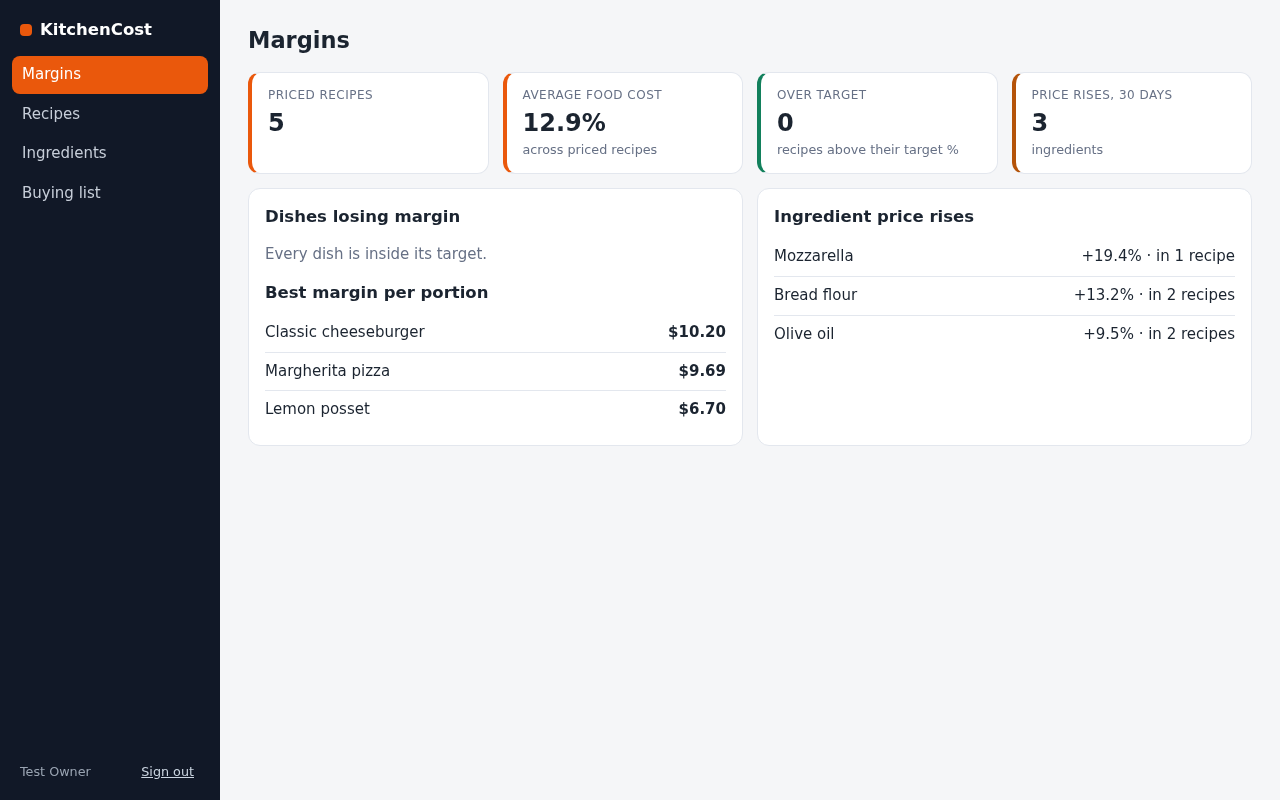 KitchenCost
Margins
Recipes
Ingredients
Buying list
Test Owner
Sign out
Margins
PRICED RECIPES
5
AVERAGE FOOD COST
12.9%
across priced recipes
OVER TARGET
0
recipes above their target %
PRICE RISES, 30 DAYS
3
ingredients
Dishes losing margin
Every dish is inside its target.
Best margin per portion
Classic cheeseburger $10.20
Margherita pizza $9.69
Lemon posset $6.70
Ingredient price rises
Mozzarella +19.4% · in 1 recipe
Bread flour +13.2% · in 2 recipes
Olive oil +9.5% · in 2 recipes